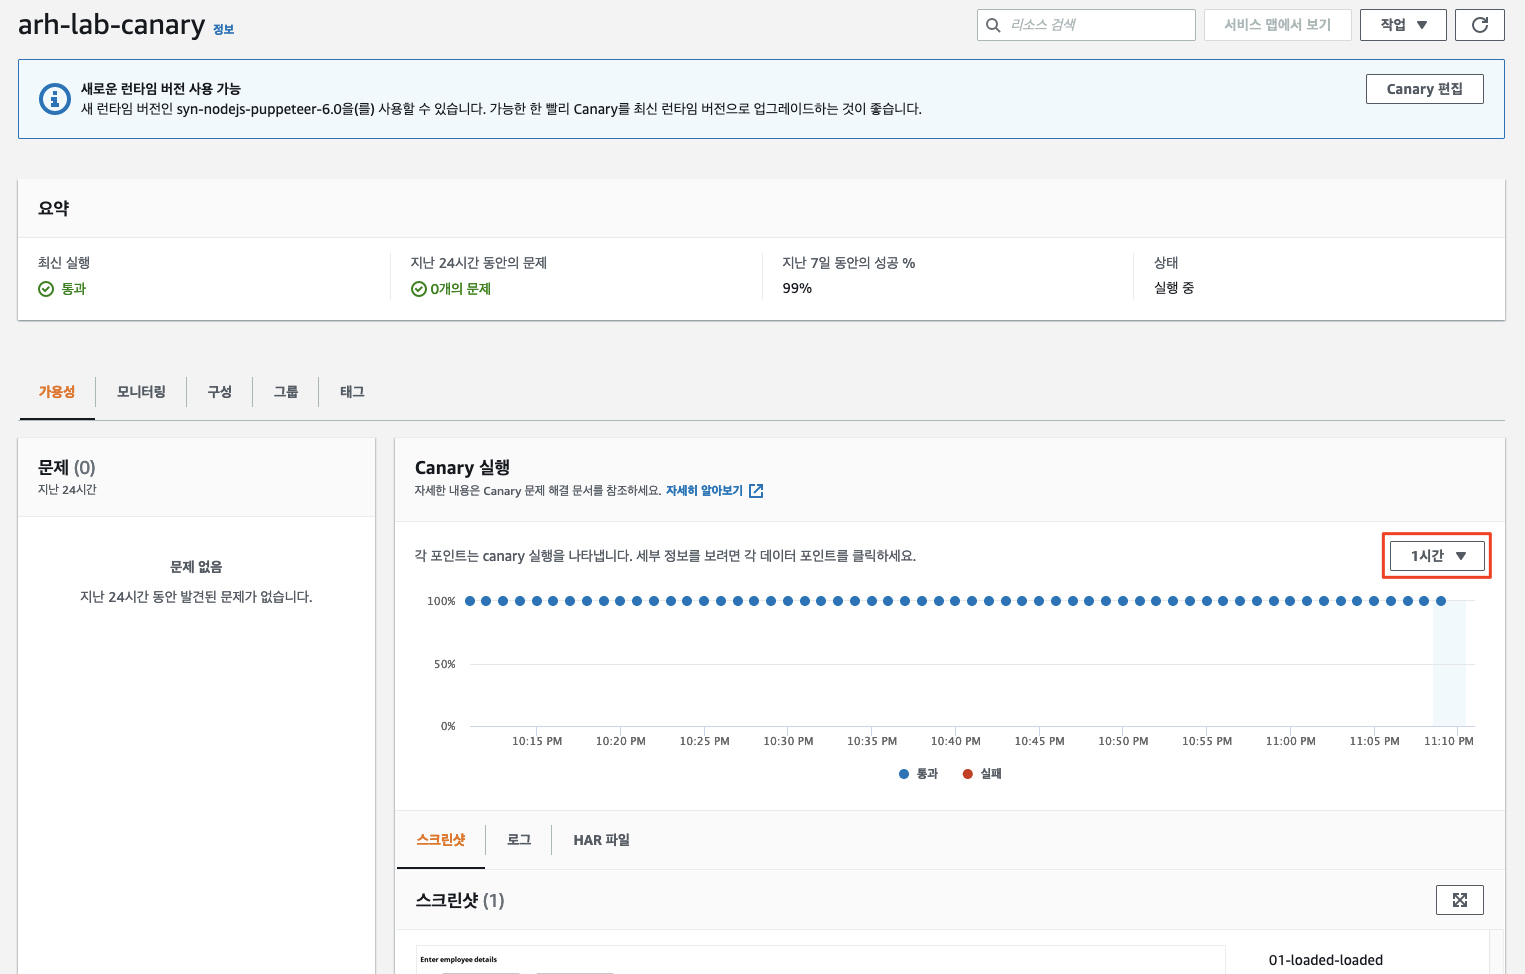 arh-lab-canary 정보
리소스 검색
서비스 맵에서 보기
작업
새로운 런타임 버전 사용 가능
새 런타임 버전인 syn-nodejs-puppeteer-6.0을(를) 사용할 수 있습니다. 가능한 한 빨리 Canary를 최신 런타임 버전으로 업그레이드하는 것이 좋습니다.
Canary 편집
요약
최신 실행
통과
지난 24시간 동안의 문제
0개의 문제
지난 7일 동안의 성공 %
99%
상태
실행 중
가용성
모니터링
구성
그룹
태그
문제 (0)
지난 24시간
문제 없음
지난 24시간 동안 발견된 문제가 없습니다.
Canary 실행
자세한 내용은 Canary 문제 해결 문서를 참조하세요. 자세히 알아보기
각 포인트는 canary 실행을 나타냅니다. 세부 정보를 보려면 각 데이터 포인트를 클릭하세요.
1시간
100%
50%
0%
10:15 PM
10:20 PM
10:25 PM
10:30 PM
10:35 PM
10:40 PM
10:45 PM
10:50 PM
10:55 PM
11:00 PM
11:05 PM
11:10 PM
통과
실패
스크린샷
로그
HAR 파일
스크린샷 (1)
Enter employee details
01-loaded-loaded